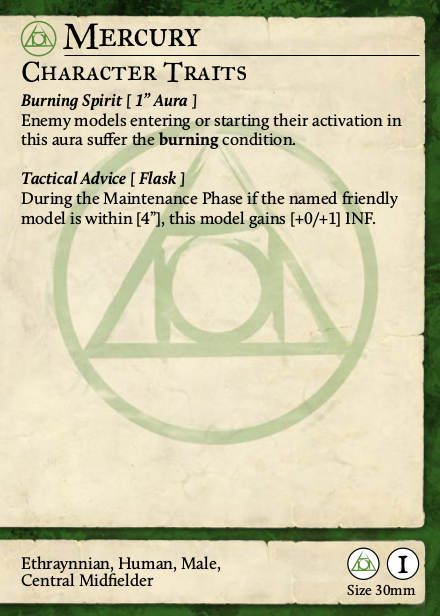 Mercury
Character Traits
Burning Spirit [ 1” Aura ]
Enemy models entering or starting their activation in
this aura suffer the burning condition.
Tactical Advice [ Flask ]
During the Maintenance Phase if the named friendly
model is within [4”], this model gains [+0/+1] INF.
Ethraynnian, Human, Male,
Central Midfielder
I
Size 30mm